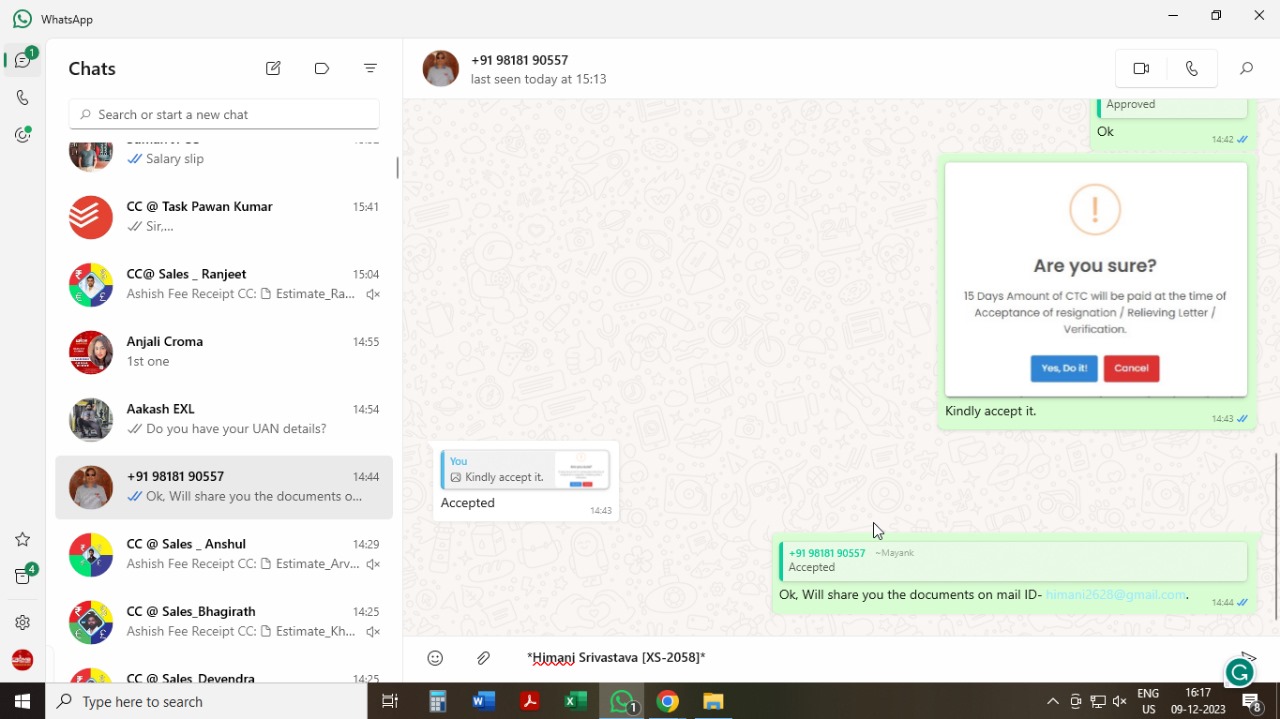 WhatsApp
1
4
Chats
Search or start a new chat
Salary slip
CC @ Task Pawan Kumar
15:41
Sir,...
CC@ Sales _ Ranjeet
15:04
Ashish Fee Receipt CC: Estimate_Ra...
Anjali Croma
14:55
1st one
Aakash EXL
14:54
Do you have your UAN details?
+91 98181 90557
14:44
Ok, Will share you the documents o...
CC @ Sales _ Anshul
14:29
Ashish Fee Receipt CC: Estimate_Arv...
CC @ Sales_Bhagirath
14:25
Ashish Fee Receipt CC: Estimate_Kh...
CC @ Sales_Devendra
14:25
+91 98181 90557
last seen today at 15:13
Approved
Ok
14:42
!
Are you sure?
15 Days Amount of CTC will be paid at the time of
Acceptance of resignation / Relieving Letter /
Verification.
Yes, Do it!
Cancel
Kindly accept it.
14:43
You
Kindly accept it.
Accepted
14:43
+91 98181 90557 ~Mayank
Accepted
Ok, Will share you the documents on mail ID- himani2628@gmail.com.
14:44
*Himani Srivastava [XS-2058]*
Type here to search
1
ENG
US
16:17
09-12-2023
8